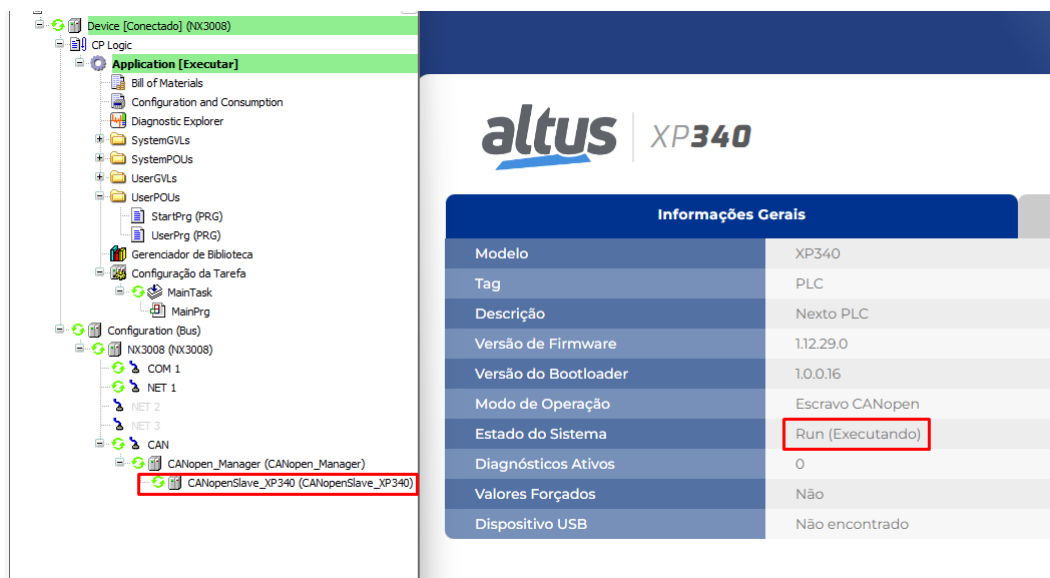 Device [Conectado] (NX3008)
CP Logic
Application [Executar]
Bill of Materials
Configuration and Consumption
Diagnostic Explorer
SystemGVLs
SystemPOUs
UserGVLs
UserPOUs
StartPrg (PRG)
UserPrg (PRG)
Gerenciador de Biblioteca
Configuração da Tarefa
MainTask
MainPrg
Configuration (Bus)
NX3008 (NX3008)
COM 1
NET 1
NET 2
NET 3
CAN
CANopen_Manager (CANopen_Manager)
CANopenSlave_XP340 (CANopenSlave_XP340)
altus XP340
Informações Gerais
Modelo XP340
Tag PLC
Descrição Nexto PLC
Versão de Firmware 1.12.29.0
Versão do Bootloader 1.0.0.16
Modo de Operação Escravo CANopen
Estado do Sistema Run (Executando)
Diagnósticos Ativos 0
Valores Forçados Não
Dispositivo USB Não encontrado